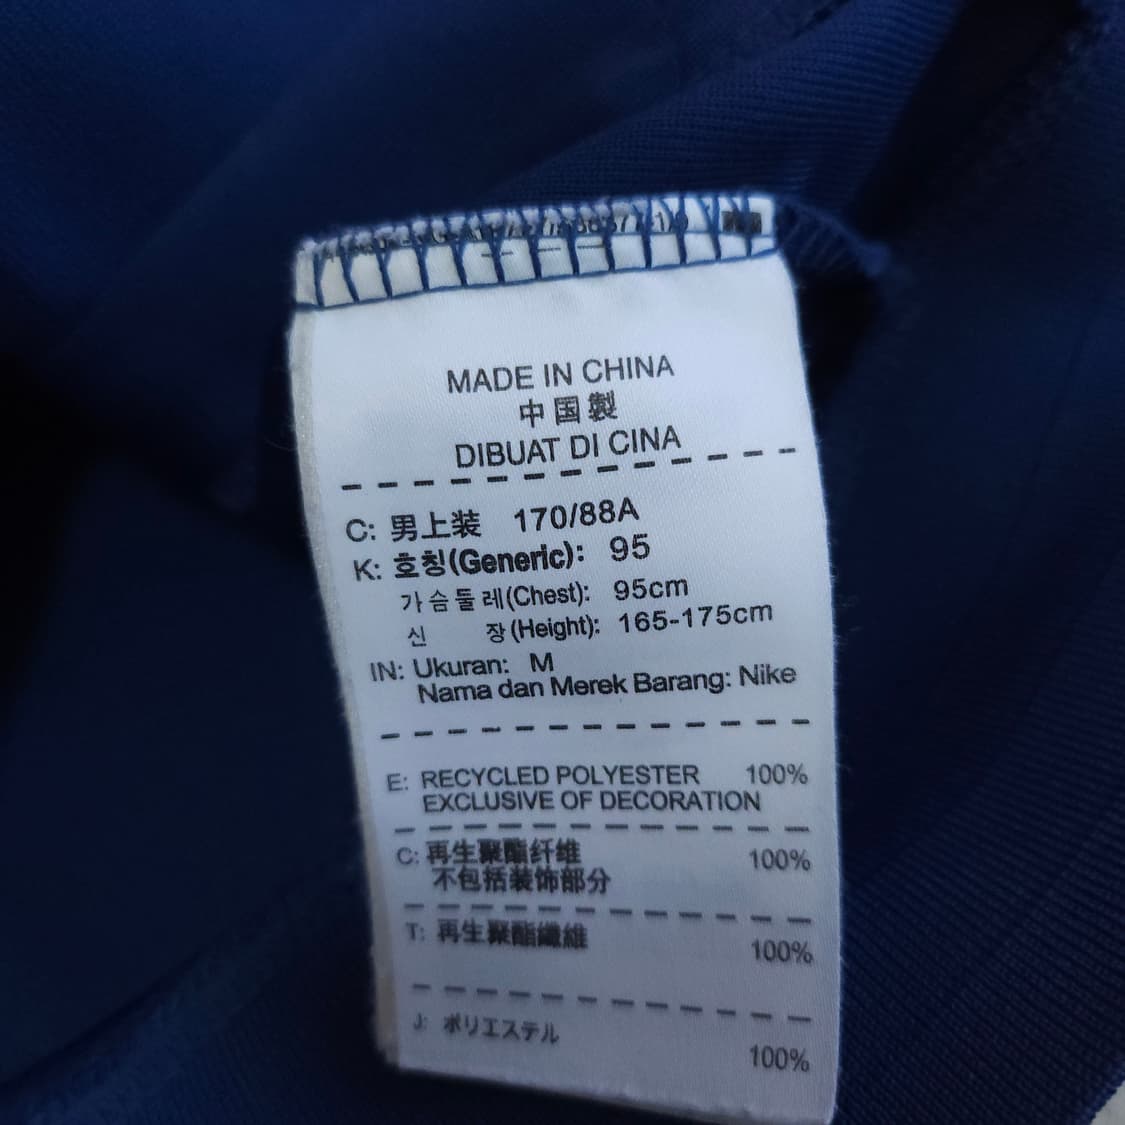 MADE IN CHINA
中国製
DIBUAT DI CINA
C: 男上装 170/88A
K: 호칭(Generic): 95
가슴둘레(Chest): 95cm
신 장(Height): 165-175cm
IN: Ukuran: M
Nama dan Merek Barang: Nike
E: RECYCLED POLYESTER 100%
EXCLUSIVE OF DECORATION
C: 再生聚酯纤维 100%
不包括装饰部分
T: 再生聚酯纖維 100%
J: ポリエステル 100%